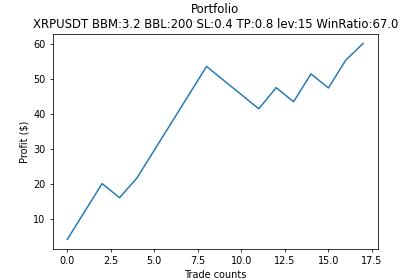 Portfolio
XRPUSDT BBM:3.2 BBL:200 SL:0.4 TP:0.8 lev:15 WinRatio:67.0
60
50
40
30
20
10
Profit ($)
0.0 2.5 5.0 7.5 10.0 12.5 15.0 17.5
Trade counts